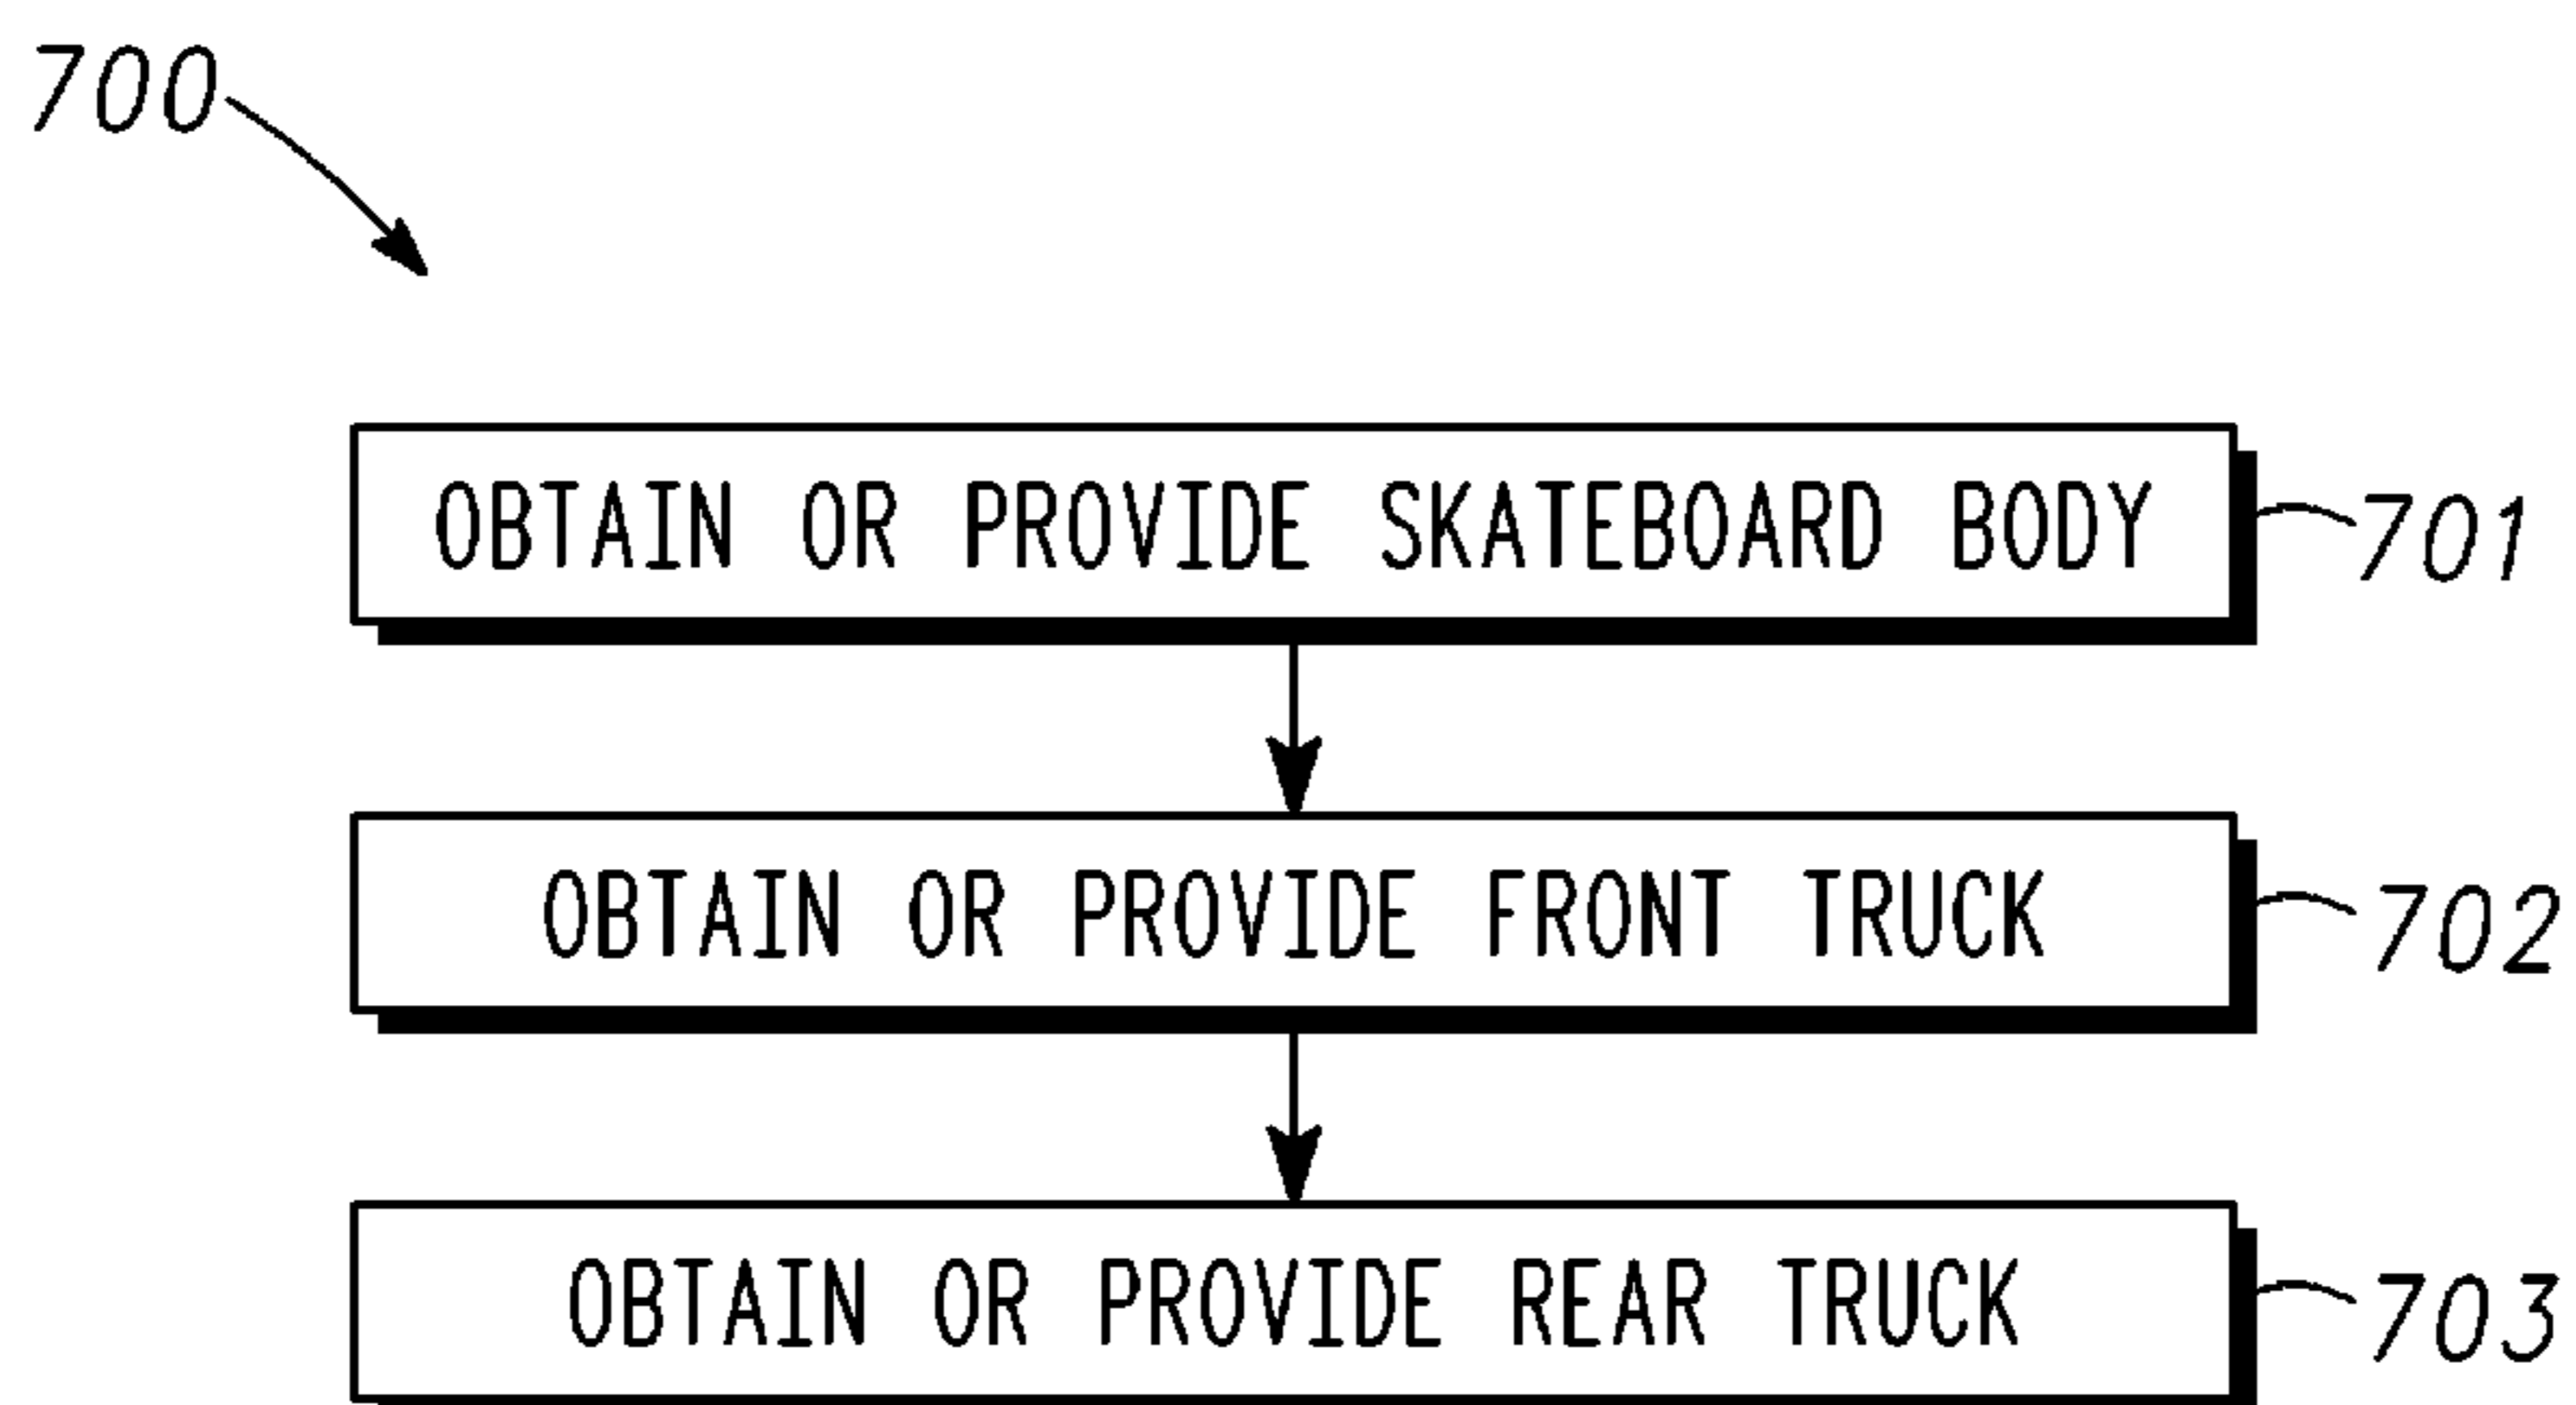 700
OBTAIN OR PROVIDE SKATEBOARD BODY
701
OBTAIN OR PROVIDE FRONT TRUCK
702
OBTAIN OR PROVIDE REAR TRUCK
703